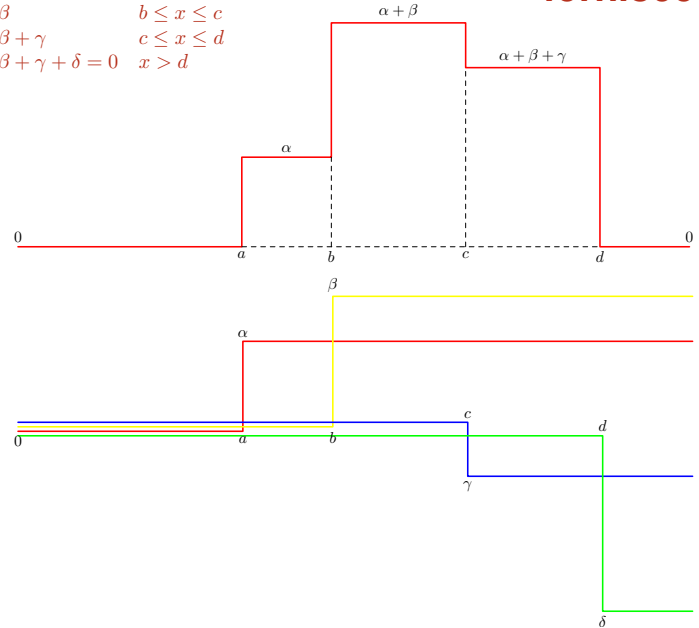 β b ≤ x ≤ c
β + γ c ≤ x ≤ d
β + γ + δ = 0 x > d
α + β
α + β + γ
α
0 0
a b c d
β
α
c
d
0 a b
γ
δ